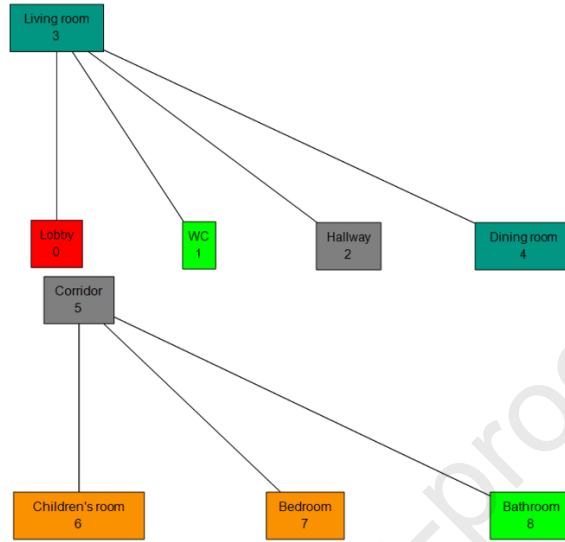 Living room
3
Lobby
0
WC
1
Hallway
2
Dining room
4
Corridor
5
Children's room
6
Bedroom
7
Bathroom
8
-proo